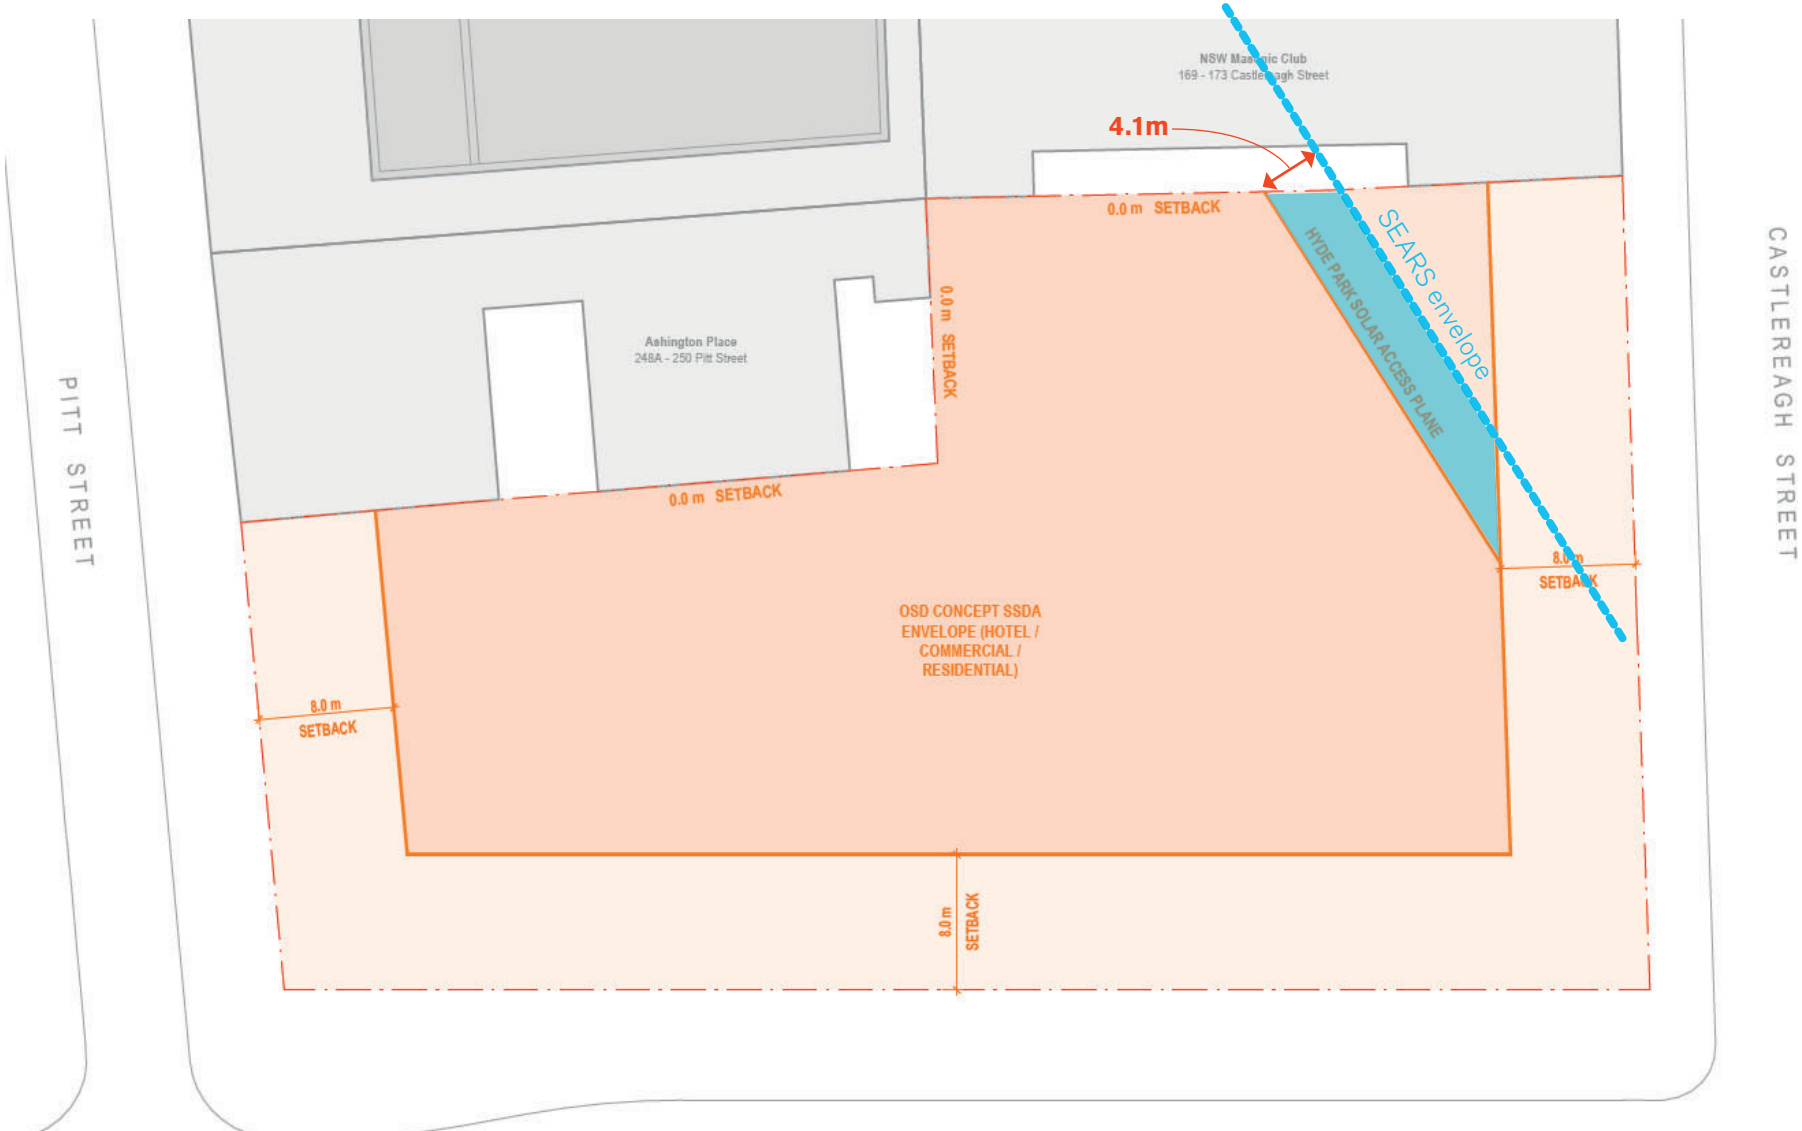 NSW Masonic Club
169 - 173 Castlereagh Street
4.1m
0.0 m SETBACK
SEARS envelope
HYDE PARK SOLAR ACCESS PLANE
CASTLEREAGH STREET
0.0 m SETBACK
Ashington Place
248A - 250 Pitt Street
PITT STREET
0.0 m SETBACK
8.0 m
SETBACK
OSD CONCEPT SSDA
ENVELOPE (HOTEL /
COMMERCIAL /
RESIDENTIAL)
8.0 m
SETBACK
8.0 m
SETBACK